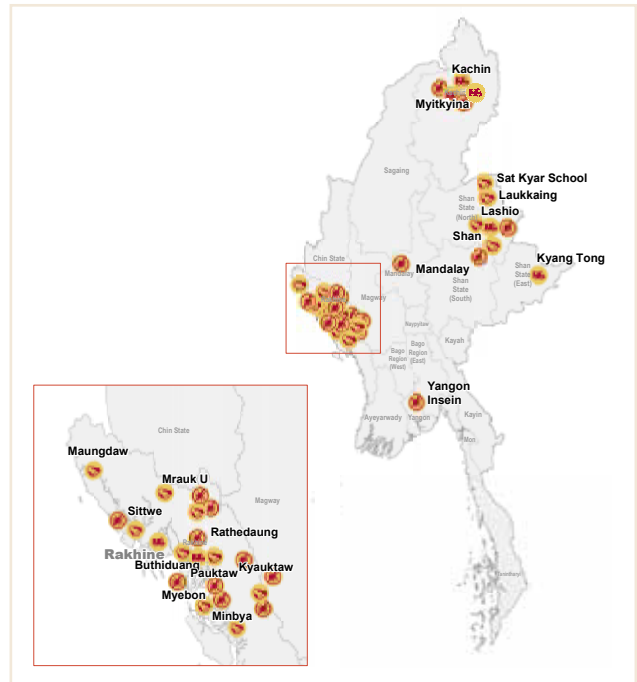 Kachin
Myitkyina
Sagaing
Sat Kyar School
Shan
State
(North)
Laukkaing
Lashio
Shan
Chin State
Mandalay
Mandalay
Kyang Tong
Shan
State
(East)
Shan
State
(South)
Magway
Naypyitaw
Kayah
Bago
Region
(West)
Bago
Region
(East)
Yangon
Insein
Ayeyarwady
Yangon
Kayin
Mon
Chin State
Maungdaw
Mrauk U
Magway
Sittwe
Rathedaung
Rakhine
Buthiduang
Pauktaw
Kyauktaw
Myebon
Minbya